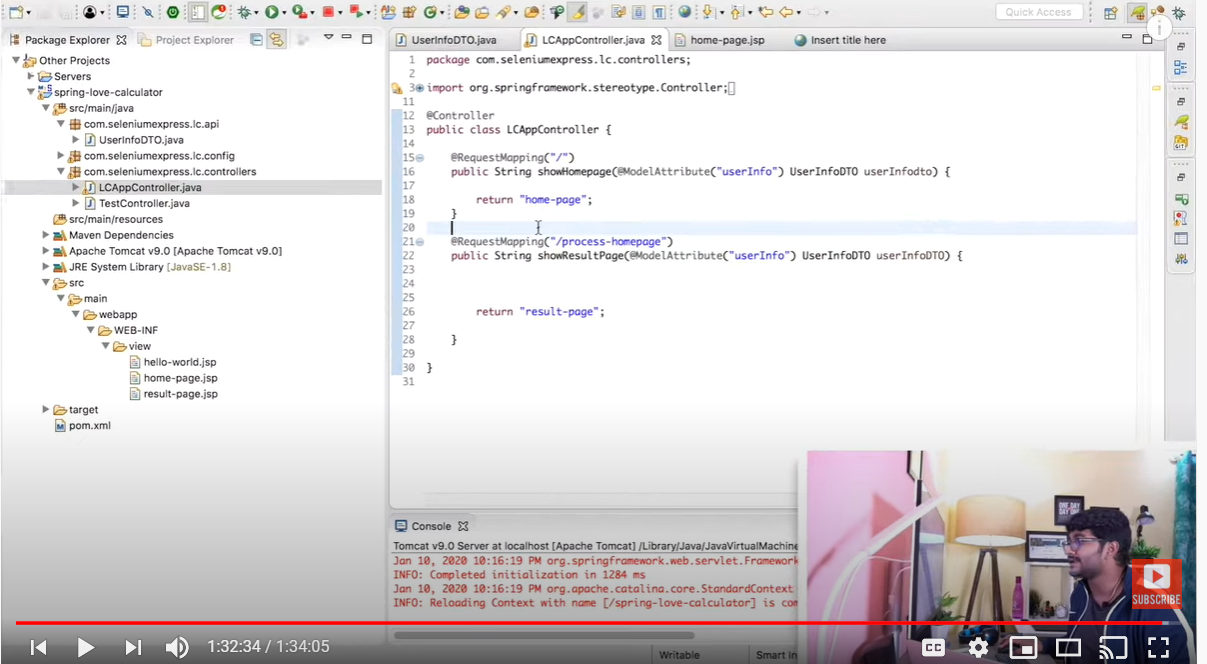 Quick Access
Package Explorer
Project Explorer
UserInfoDTO.java
LCAppController.java
home-page.jsp
Insert title here
Other Projects
Servers
spring-love-calculator
src/main/java
com.seleniumexpress.lc.api
UserInfoDTO.java
com.seleniumexpress.lc.config
com.seleniumexpress.lc.controllers
LCAppController.java
TestController.java
src/main/resources
Maven Dependencies
Apache Tomcat v9.0 [Apache Tomcat v9.0]
JRE System Library [JavaSE-1.8]
src
main
webapp
WEB-INF
view
hello-world.jsp
home-page.jsp
result-page.jsp
target
pom.xml
1 package com.seleniumexpress.lc.controllers;
2
3 import org.springframework.stereotype.Controller;
11
12 @Controller
13 public class LCAppController {
14
15 @RequestMapping("/")
16 public String showHomepage(@ModelAttribute("userInfo") UserInfoDTO userInfodto) {
17
18 return "home-page";
19 }
20
21 @RequestMapping("/process-homepage")
22 public String showResultPage(@ModelAttribute("userInfo") UserInfoDTO userInfoDTO) {
23
24
25
26 return "result-page";
27
28 }
29
30 }
31
Console
Tomcat v9.0 Server at localhost [Apache Tomcat] /Library/Java/JavaVirtualMachine
Jan 10, 2020 10:16:19 PM org.springframework.web.servlet.Framework
INFO: Completed initialization in 1284 ms
Jan 10, 2020 10:16:19 PM org.apache.catalina.core.StandardContext
INFO: Reloading Context with name [/spring-love-calculator] is com
Writable
Smart In
ONE DAY
DAY ONE
SUBSCRIBE
1:32:34 / 1:34:05
CC